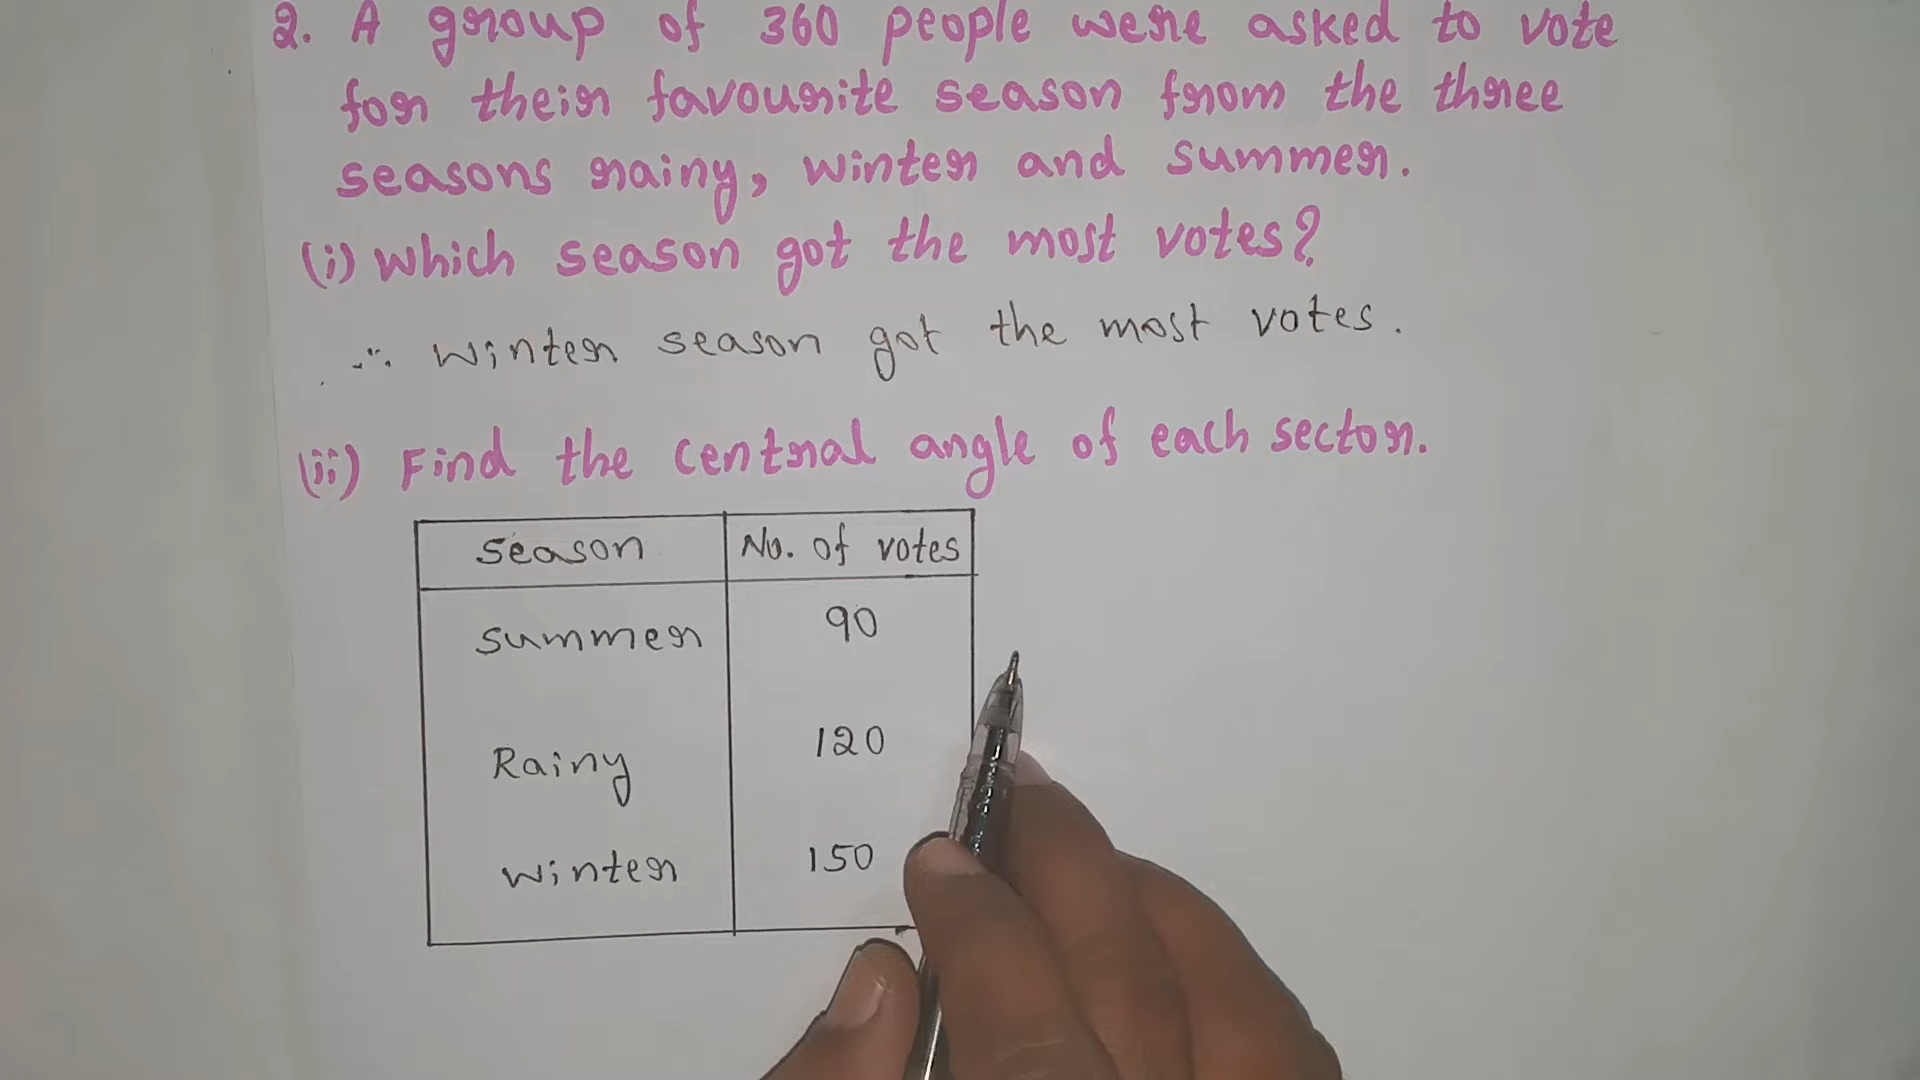 2. A group of 360 people were asked to vote
for their favourite season from the three
seasons rainy, winter and summer.
(i) Which season got the most votes?
∴ Winter season got the most votes.
(ii) Find the central angle of each sector.
Season No. of votes
Summer 90
Rainy 120
Winter 150